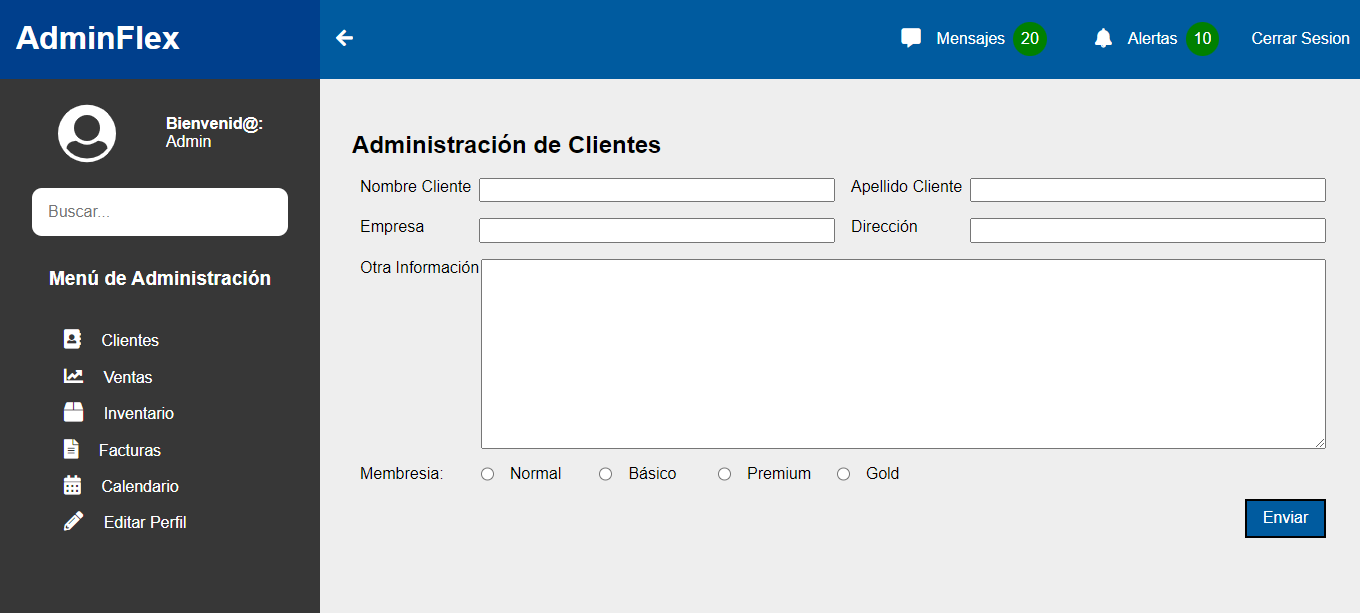 AdminFlex
Mensajes 20 Alertas 10 Cerrar Sesion
Bienvenid@:
Admin
Buscar...
Menú de Administración
Clientes
Ventas
Inventario
Facturas
Calendario
Editar Perfil
Administración de Clientes
Nombre Cliente Apellido Cliente
Empresa Dirección
Otra Información
Membresia: Normal Básico Premium Gold
Enviar